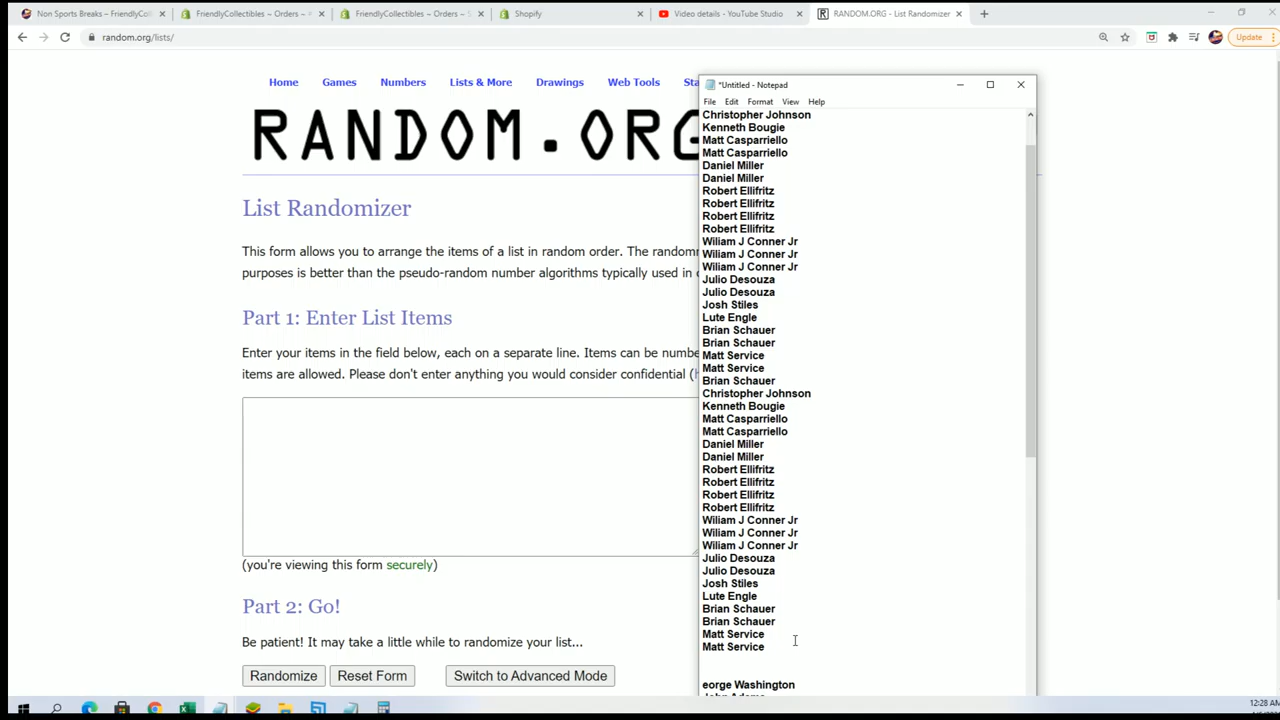 Non Sports Breaks – FriendlyCol
FriendlyCollectibles ~ Orders ~
FriendlyCollectibles ~ Orders ~ S
Shopify
Video details - YouTube Studio
RANDOM.ORG - List Randomizer
random.org/lists/
Update
Home
Games
Numbers
Lists & More
Drawings
Web Tools
Sta
RANDOM.ORG
List Randomizer
This form allows you to arrange the items of a list in random order. The randomn
purposes is better than the pseudo-random number algorithms typically used in c
Part 1: Enter List Items
Enter your items in the field below, each on a separate line. Items can be numbe
items are allowed. Please don't enter anything you would consider confidential (
(you're viewing this form securely)
Part 2: Go!
Be patient! It may take a little while to randomize your list...
Randomize
Reset Form
Switch to Advanced Mode
*Untitled - Notepad
File Edit Format View Help
Christopher Johnson
Kenneth Bougie
Matt Casparriello
Matt Casparriello
Daniel Miller
Daniel Miller
Robert Ellifritz
Robert Ellifritz
Robert Ellifritz
Robert Ellifritz
Wiliam J Conner Jr
Wiliam J Conner Jr
Wiliam J Conner Jr
Julio Desouza
Julio Desouza
Josh Stiles
Lute Engle
Brian Schauer
Brian Schauer
Matt Service
Matt Service
Brian Schauer
Christopher Johnson
Kenneth Bougie
Matt Casparriello
Matt Casparriello
Daniel Miller
Daniel Miller
Robert Ellifritz
Robert Ellifritz
Robert Ellifritz
Robert Ellifritz
Wiliam J Conner Jr
Wiliam J Conner Jr
Wiliam J Conner Jr
Julio Desouza
Julio Desouza
Josh Stiles
Lute Engle
Brian Schauer
Brian Schauer
Matt Service
Matt Service
eorge Washington
John Adams
12:28 AM